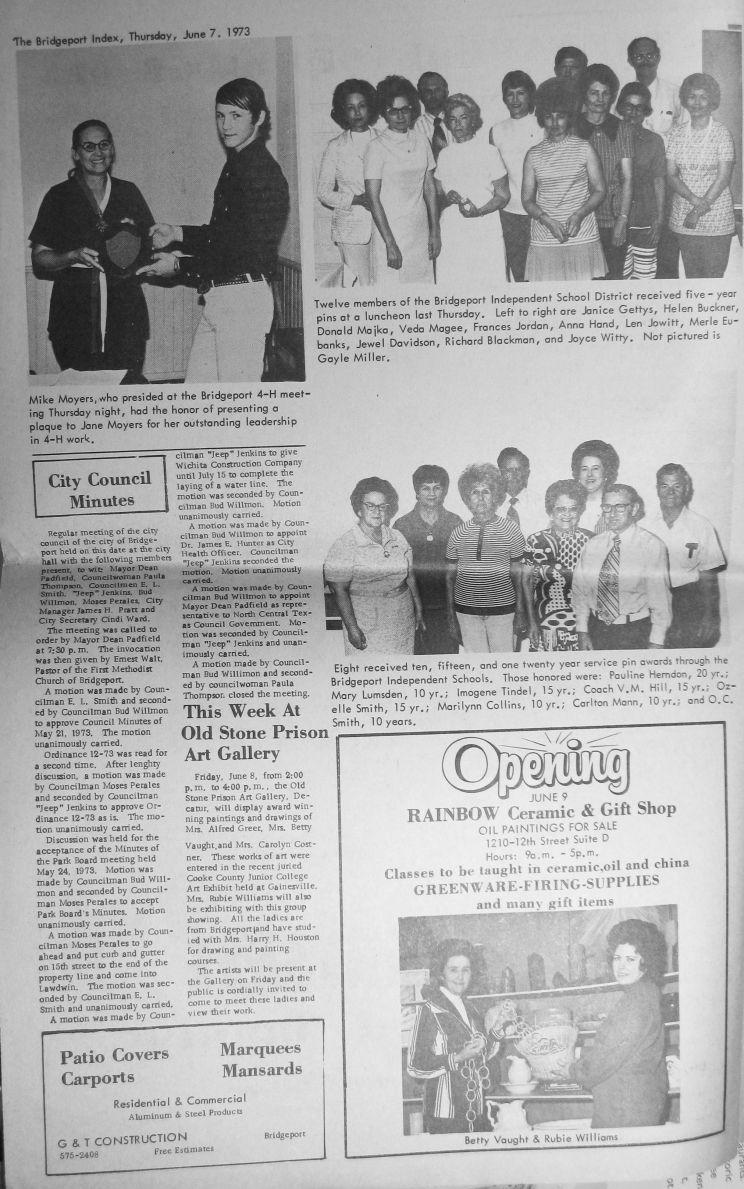 The Bridgeport Index, Thursday, June 7, 1973
Mike Moyers, who presided at the Bridgeport 4-H meet-
ing Thursday night, had the honor of presenting a
plaque to Jane Moyers for her outstanding leadership
in 4-H work.
Twelve members of the Bridgeport Independent School District received five - year
pins at a luncheon last Thursday. Left to right are Janice Gettys, Helen Buckner,
Donald Majka, Veda Magee, Frances Jordan, Anna Hand, Len Jowitt, Merle Eu-
banks, Jewel Davidson, Richard Blackman, and Joyce Witty. Not pictured is
Gayle Miller.
City Council
Minutes
Regular meeting of the city
council of the city of Bridge-
port held on this date at the city
hall with the following members
present, to wit: Mayor Dean
Padfield, Councilwoman Paula
Thompson, Councilmen E. L.
Smith, "Jeep" Jenkins, Bud
Willmon, Moses Perales, City
Manager James H. Pratt and
City Secretary Cindi Ward.
The meeting was called to
order by Mayor Dean Padfield
at 7:30 p. m. The invocation
was then given by Ernest Walt,
Pastor of the First Methodist
Church of Bridgeport.
A motion was made by Coun-
cilman E. L. Smith and second-
ed by Councilman Bud Willmon
to approve Council Minutes of
May 21, 1973. The motion
unanimously carried.
Ordinance 12-73 was read for
a second time. After lenghty
discussion, a motion was made
by Councilman Moses Perales
and seconded by Councilman
"Jeep" Jenkins to approve Or-
dinance 12-73 as is. The mo-
tion unanimously carried.
Discussion was held for the
acceptance of the Minutes of
the Park Board meeting held
May 24, 1973. Motion was
made by Councilman Bud Will-
mon and seconded by Council-
man Moses Perales to accept
Park Board's Minutes. Motion
unanimously carried.
A motion was made by Coun-
cilman Moses Perales to go
ahead and put curb and gutter
on 15th street to the end of the
property line and come into
Lawdwin. The motion was sec-
onded by Councilman E. L.
Smith and unanimously carried.
A motion was made by Coun-
cilman "Jeep" Jenkins to give
Wichita Construction Company
until July 15 to complete the
laying of a water line. The
motion was seconded by Coun-
cilman Bud Willmon. Motion
unanimously carried.
A motion was made by Coun-
cilman Bud Willmon to appoint
Dr. James E. Hunter as City
Health Officer. Councilman
"Jeep" Jenkins seconded the
motion. Motion unanimously
carried.
A motion was made by Coun-
cilman Bud Willmon to appoint
Mayor Dean Padfield as repre-
sentative to North Central Tex-
as Council Government. Mo-
tion was seconded by Council-
man "Jeep" Jenkins and unan-
imously carried.
A motion made by Council-
man Bud Willimon and second-
ed by councilwoman Paula
Thompson closed the meeting.
This Week At
Old Stone Prison
Art Gallery
Friday, June 8, from 2:00
p. m. to 4:00 p. m., the Old
Stone Prison Art Gallery, De-
catur, will display award win-
ning paintings and drawings of
Mrs. Alfred Greer, Mrs. Betty
Vaught, and Mrs. Carolyn Cost-
ner. These works of art were
entered in the recent juried
Cooke County Junior College
Art Exhibit held at Gainesville.
Mrs. Rubie Williams will also
be exhibiting with this group
showing. All the ladies are
from Bridgeport and have stud-
ied with Mrs. Harry H. Houston
for drawing and painting
courses.
The artists will be present at
the Gallery on Friday and the
public is cordially invited to
come to meet these ladies and
view their work.
Eight received ten, fifteen, and one twenty year service pin awards through the
Bridgeport Independent Schools. Those honored were: Pauline Herndon, 20 yr.;
Mary Lumsden, 10 yr.; Imogene Tindel, 15 yr.; Coach V.M. Hill, 15 yr.; Oz-
elle Smith, 15 yr.; Marilynn Collins, 10 yr.; Carlton Mann, 10 yr.; and O.C.
Smith, 10 years.
Opening
JUNE 9
RAINBOW Ceramic & Gift Shop
OIL PAINTINGS FOR SALE
1210-12th Street Suite D
Hours: 9a.m. - 5p.m.
Classes to be taught in ceramic,oil and china
GREENWARE-FIRING-SUPPLIES
and many gift items
Betty Vaught & Rubie Williams
Patio Covers Marquees
Carports Mansards
Residential & Commercial
Aluminum & Steel Products
G & T CONSTRUCTION Bridgeport
575-2408 Free Estimates